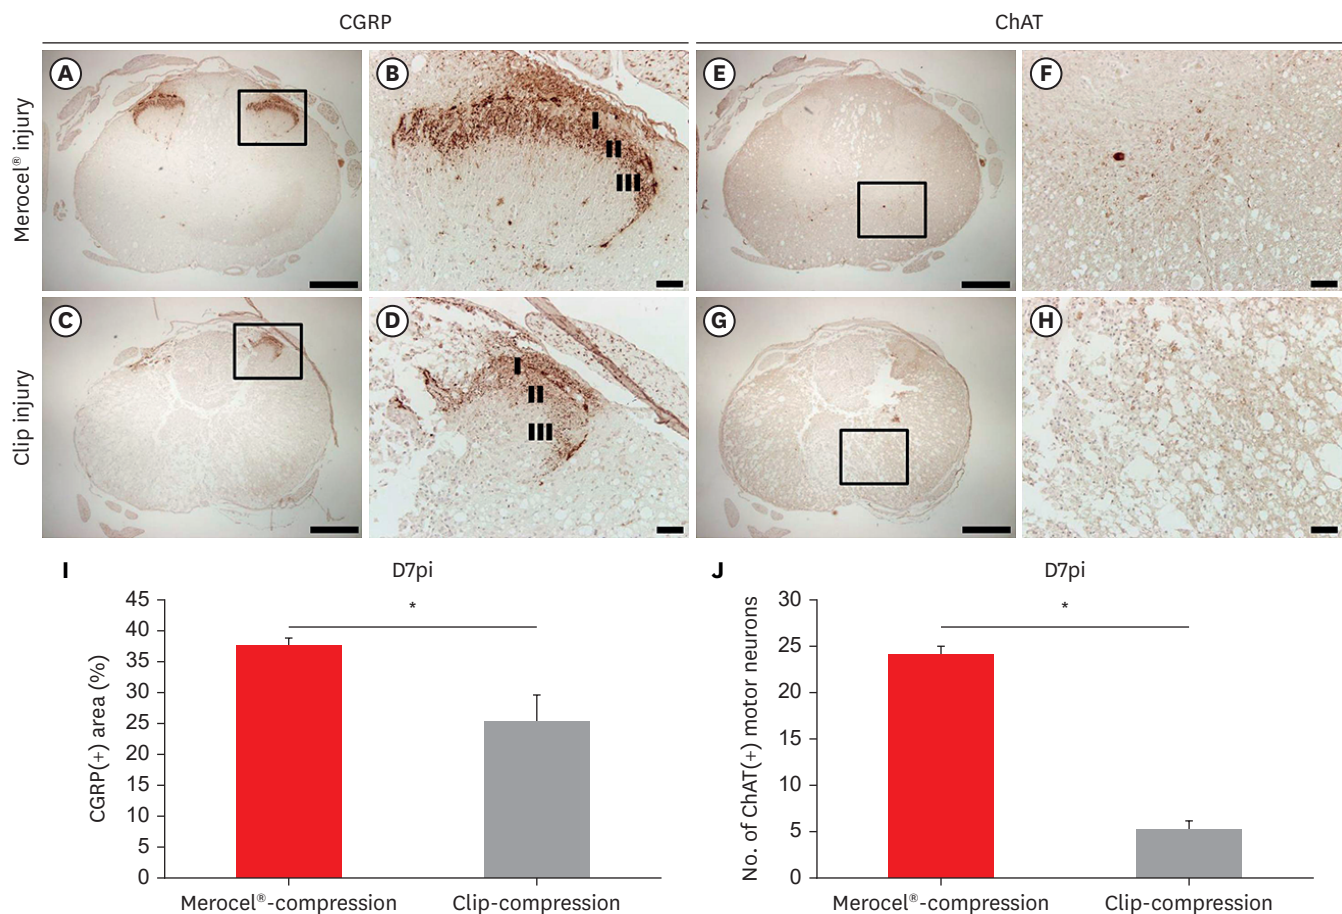 CGRP
ChAT
Merocel® injury
A
B
I
II
III
E
F
Clip injury
C
D
I
II
III
G
H
I
D7pi
CGRP(+) area (%)
45
40
35
30
25
20
15
10
5
0
*
Merocel®-compression
Clip-compression
J
D7pi
No. of ChAT(+) motor neurons
30
25
20
15
10
5
0
*
Merocel®-compression
Clip-compression